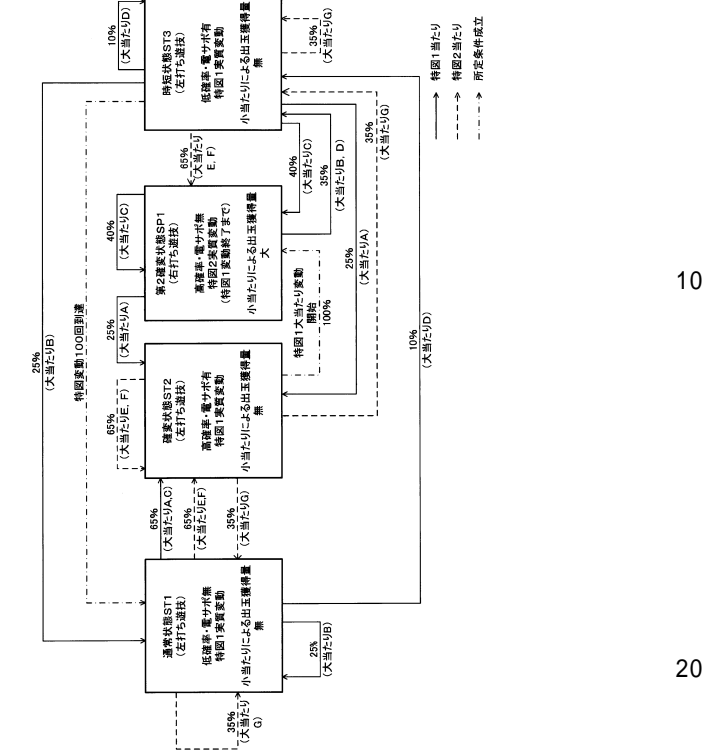 10%
(大当たりD)
時短状態ST3
(左打ち遊技)
低確率・電サポ有
特図1実質変動
小当たりによる出玉獲得量
無
35%
(大当たりG)
特図1当たり
特図2当たり
所定条件成立
65%
(大当たり
E, F)
40%
(大当たりC)
35%
(大当たりB, D)
35%
(大当たりG)
40%
(大当たりC)
第2確変状態SP1
(右打ち遊技)
高確率・電サポ無
特図2実質変動
(特図1変動終了まで)
小当たりによる出玉獲得量
大
25%
(大当たりA)
25%
(大当たりA)
特図1大当たり変動
開始
100%
10%
(大当たりD)
25%
(大当たりB)
特図変動100回到達
65%
(大当たりE, F)
確変状態ST2
(左打ち遊技)
高確率・電サポ有
特図1実質変動
小当たりによる出玉獲得量
無
65%
(大当たりA,C)
65%
(大当たりE,F)
35%
(大当たりG)
通常状態ST1
(左打ち遊技)
低確率・電サポ無
特図1実質変動
小当たりによる出玉獲得量
無
25%
(大当たりB)
35%
(大当たり
G)
10
20